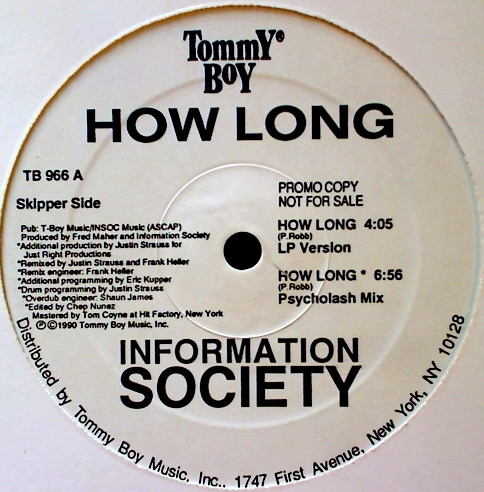 Tommy®
Boy
HOW LONG
TB 966 A
Skipper Side
Pub: T-Boy Music/INSOC Music (ASCAP)
Produced by Fred Maher and Information Society
*Additional production by Justin Strauss for
Just Right Productions
*Remixed by Justin Strauss and Frank Heller
*Remix engineer: Frank Heller
*Additional programming by Eric Kupper
*Drum programming by Justin Strauss
*Overdub engineer: Shaun James
*Edited by Chep Nunez
Mastered by Tom Coyne at Hit Factory, New York
℗©1990 Tommy Boy Music, Inc.
PROMO COPY
NOT FOR SALE
HOW LONG 4:05
(P.Robb)
LP Version
HOW LONG * 6:56
(P.Robb)
Psycholash Mix
INFORMATION
SOCIETY
Distributed by Tommy Boy Music, Inc., 1747 First Avenue, New York, NY 10128